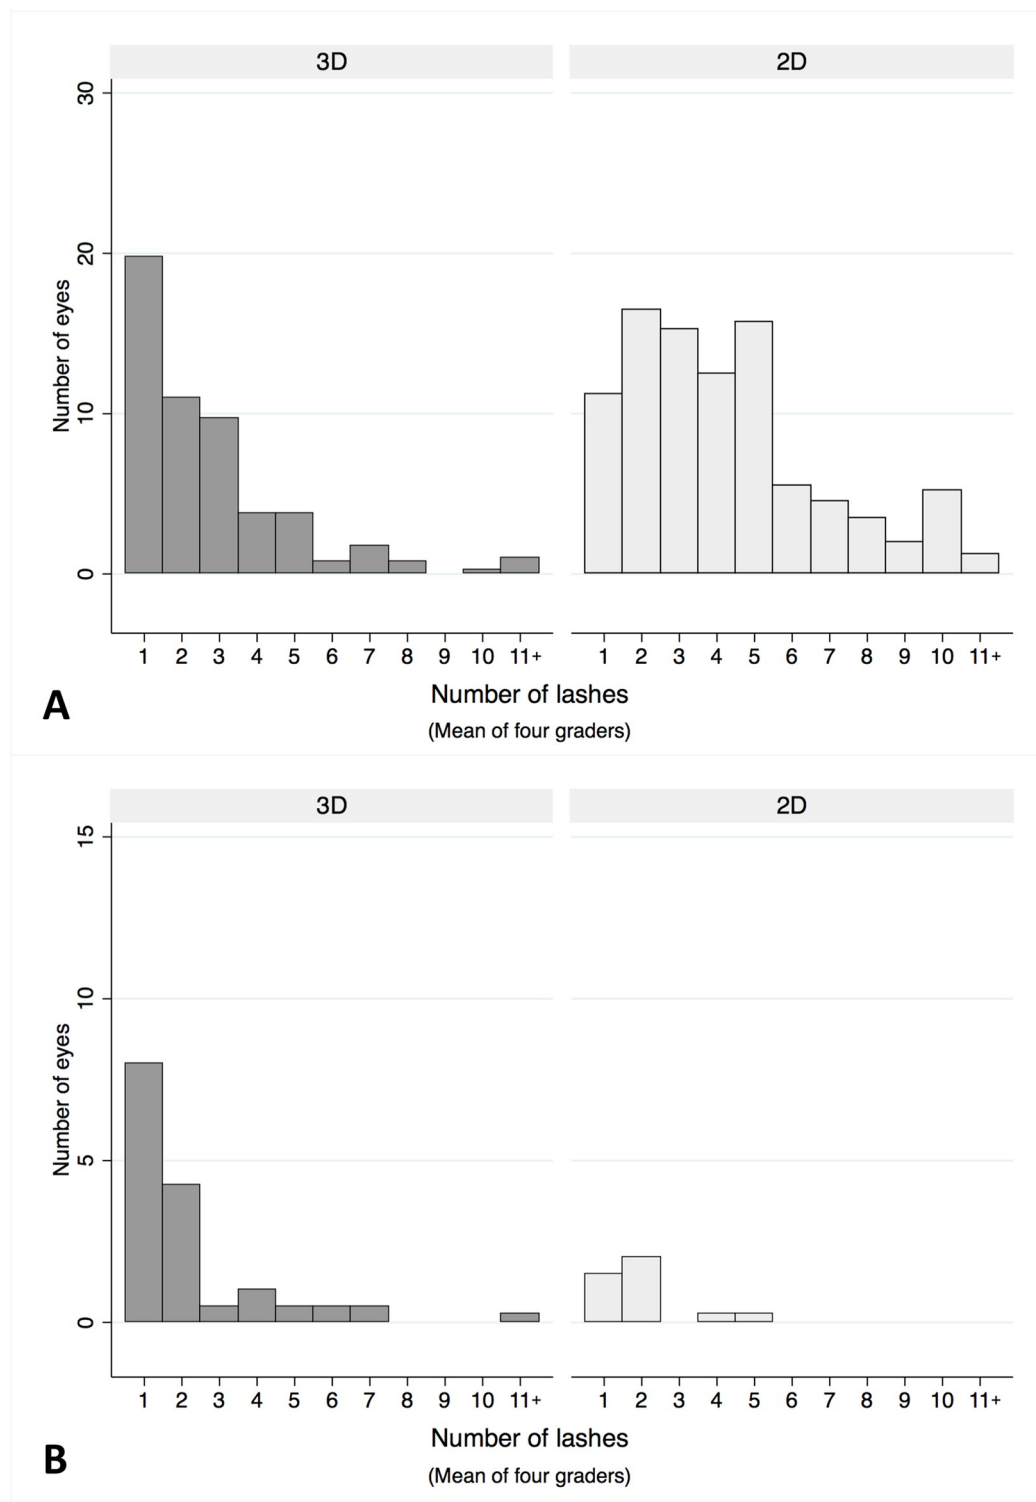 3D 2D
30
20
10
0
Number of eyes
1 2 3 4 5 6 7 8 9 10 11+ 1 2 3 4 5 6 7 8 9 10 11+
Number of lashes
(Mean of four graders)
A
3D 2D
15
10
5
0
Number of eyes
1 2 3 4 5 6 7 8 9 10 11+ 1 2 3 4 5 6 7 8 9 10 11+
Number of lashes
(Mean of four graders)
B